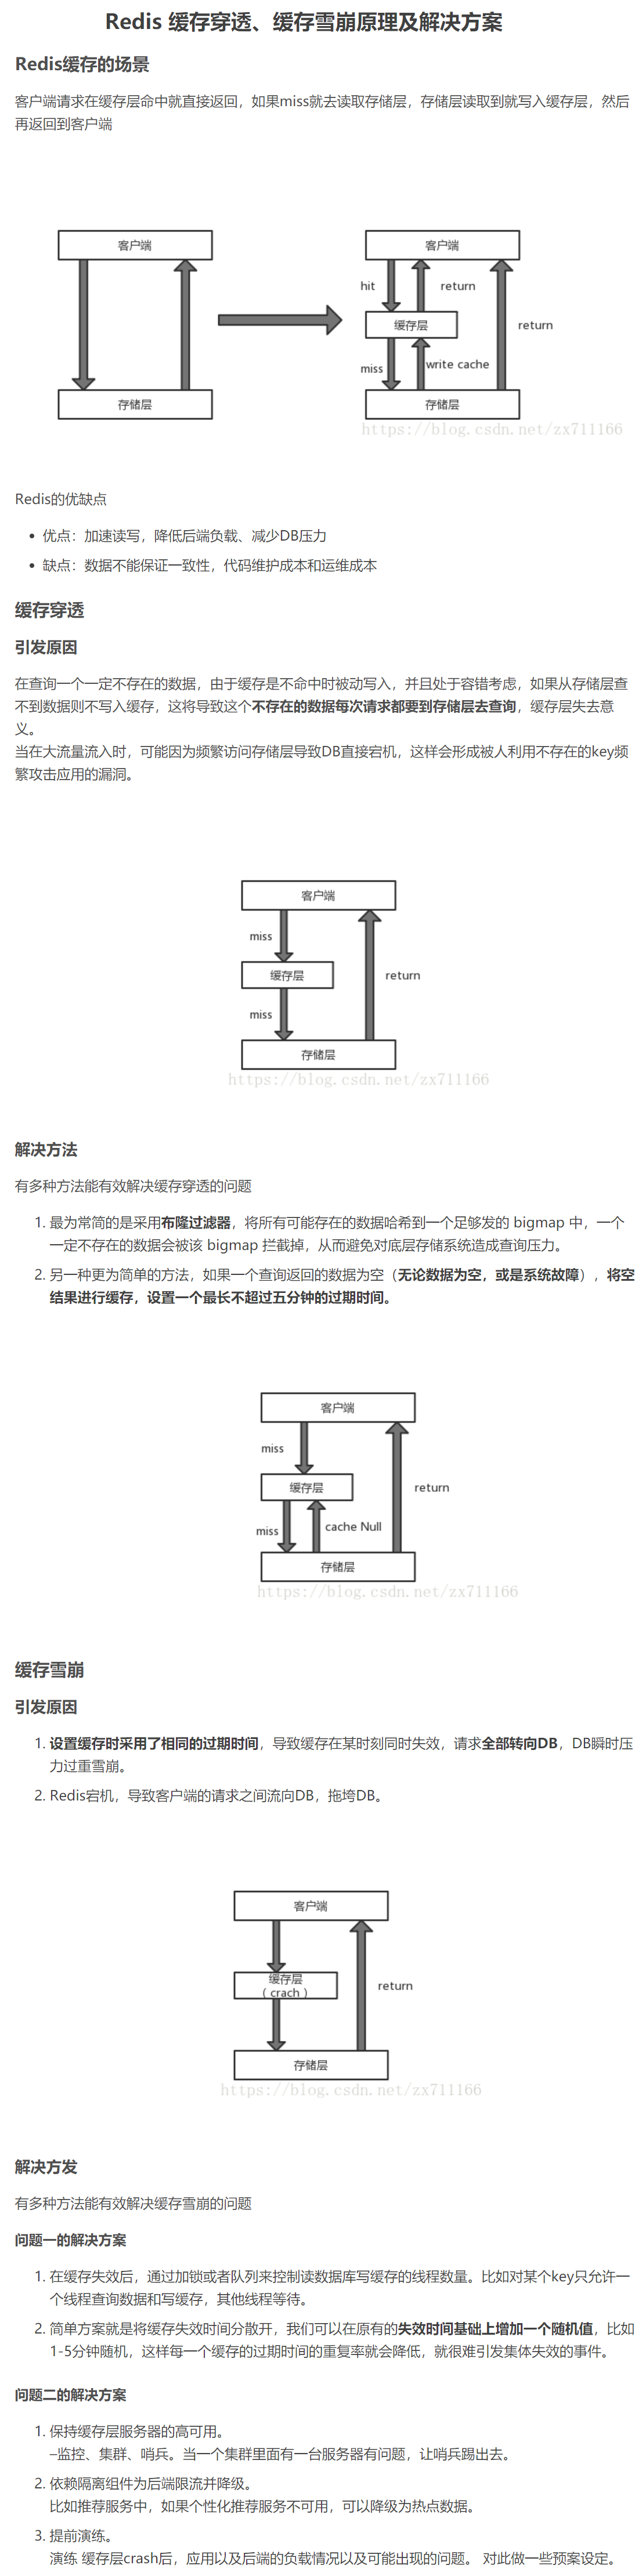 Redis 缓存穿透、缓存雪崩原理及解决方案
Redis缓存的场景
客户端请求在缓存层命中就直接返回，如果miss就去读取存储层，存储层读取到就写入缓存层，然后
再返回到客户端
客户端
存储层
客户端
hit
return
缓存层
return
miss
write cache
存储层
https://blog.csdn.net/zx711166
Redis的优缺点
• 优点：加速读写，降低后端负载、减少DB压力
• 缺点：数据不能保证一致性，代码维护成本和运维成本
缓存穿透
引发原因
在查询一个一定不存在的数据，由于缓存是不命中时被动写入，并且处于容错考虑，如果从存储层查
不到数据则不写入缓存，这将导致这个不存在的数据每次请求都要到存储层去查询，缓存层失去意
义。
当在大流量流入时，可能因为频繁访问存储层导致DB直接宕机，这样会形成被人利用不存在的key频
繁攻击应用的漏洞。
客户端
miss
缓存层
return
miss
存储层
https://blog.csdn.net/zx711166
解决方法
有多种方法能有效解决缓存穿透的问题
1. 最为常简的是采用布隆过滤器，将所有可能存在的数据哈希到一个足够发的 bigmap 中，一个
一定不存在的数据会被该 bigmap 拦截掉，从而避免对底层存储系统造成查询压力。
2. 另一种更为简单的方法，如果一个查询返回的数据为空（无论数据为空，或是系统故障），将空
结果进行缓存，设置一个最长不超过五分钟的过期时间。
客户端
miss
缓存层
return
miss
cache Null
存储层
https://blog.csdn.net/zx711166
缓存雪崩
引发原因
1. 设置缓存时采用了相同的过期时间，导致缓存在某时刻同时失效，请求全部转向DB，DB瞬时压
力过重雪崩。
2. Redis宕机，导致客户端的请求之间流向DB，拖垮DB。
客户端
缓存层
（crach）
return
存储层
https://blog.csdn.net/zx711166
解决方发
有多种方法能有效解决缓存雪崩的问题
问题一的解决方案
1. 在缓存失效后，通过加锁或者队列来控制读数据库写缓存的线程数量。比如对某个key只允许一
个线程查询数据和写缓存，其他线程等待。
2. 简单方案就是将缓存失效时间分散开，我们可以在原有的失效时间基础上增加一个随机值，比如
1-5分钟随机，这样每一个缓存的过期时间的重复率就会降低，就很难引发集体失效的事件。
问题二的解决方案
1. 保持缓存层服务器的高可用。
–监控、集群、哨兵。当一个集群里面有一台服务器有问题，让哨兵踢出去。
2. 依赖隔离组件为后端限流并降级。
比如推荐服务中，如果个性化推荐服务不可用，可以降级为热点数据。
3. 提前演练。
演练 缓存层crash后，应用以及后端的负载情况以及可能出现的问题。 对此做一些预案设定。